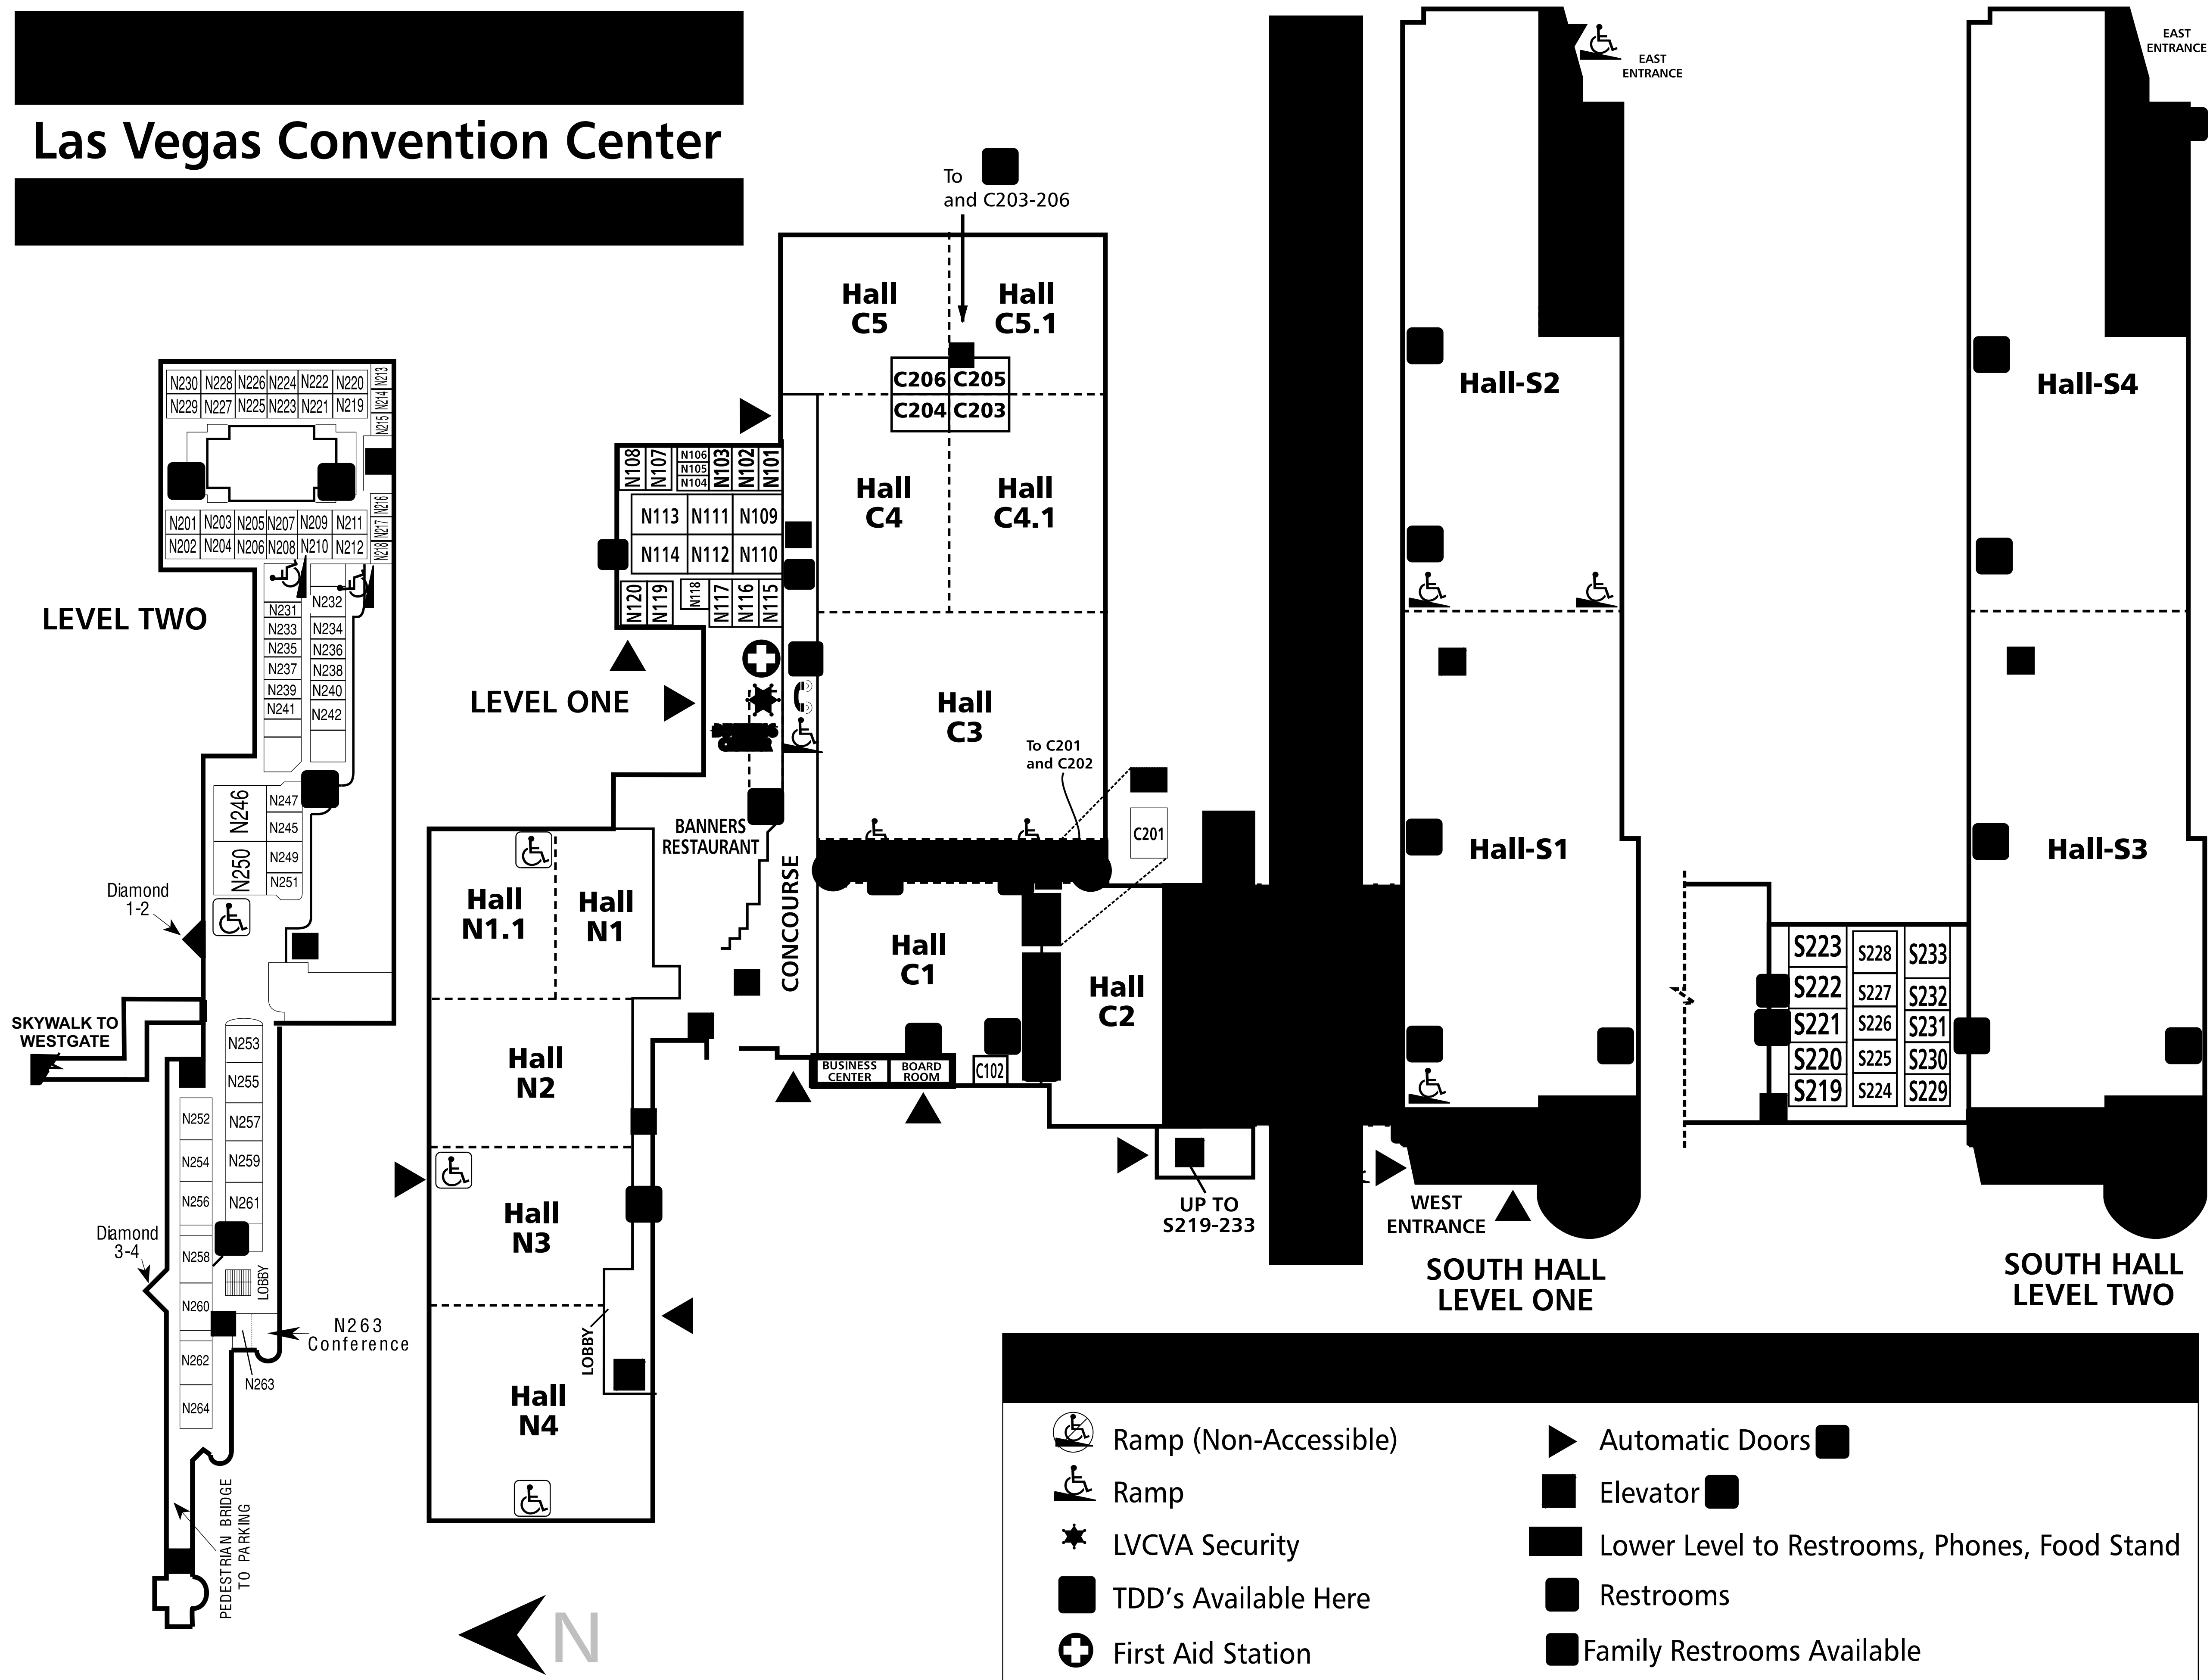 Las Vegas Convention Center
To
and C203-206
EAST
ENTRANCE
EAST
ENTRANCE
Hall
C5
Hall
C5.1
C206
C205
C204
C203
Hall
C4
Hall
C4.1
Hall
C3
To C201
and C202
C201
Hall
C1
Hall
C2
C102
BUSINESS
CENTER
BOARD
ROOM
CONCOURSE
BANNERS
RESTAURANT
LEVEL ONE
N108
N107
N106
N105
N104
N103
N102
N101
N113
N111
N109
N114
N112
N110
N120
N119
N118
N117
N116
N115
Hall
N1.1
Hall
N1
Hall
N2
Hall
N3
Hall
N4
LOBBY
LEVEL TWO
N230
N228
N226
N224
N222
N220
N213
N229
N227
N225
N223
N221
N219
N214
N215
N216
N201
N203
N205
N207
N209
N211
N217
N202
N204
N206
N208
N210
N212
N218
N231
N232
N233
N234
N235
N236
N237
N238
N239
N240
N241
N242
N246
N247
N245
N250
N249
N251
Diamond
1-2
SKYWALK TO
WESTGATE
N253
N255
N252
N257
N254
N259
N256
N261
Diamond
3-4
N258
LOBBY
N260
N263
Conference
N262
N263
N264
PEDESTRIAN BRIDGE
TO PARKING
N
UP TO
S219-233
Hall-S2
Hall-S1
WEST
ENTRANCE
SOUTH HALL
LEVEL ONE
Hall-S4
Hall-S3
S223
S228
S233
S222
S227
S232
S221
S226
S231
S220
S225
S230
S219
S224
S229
SOUTH HALL
LEVEL TWO
Ramp (Non-Accessible)
Ramp
LVCVA Security
TDD's Available Here
First Aid Station
Automatic Doors
Elevator
Lower Level to Restrooms, Phones, Food Stand
Restrooms
Family Restrooms Available